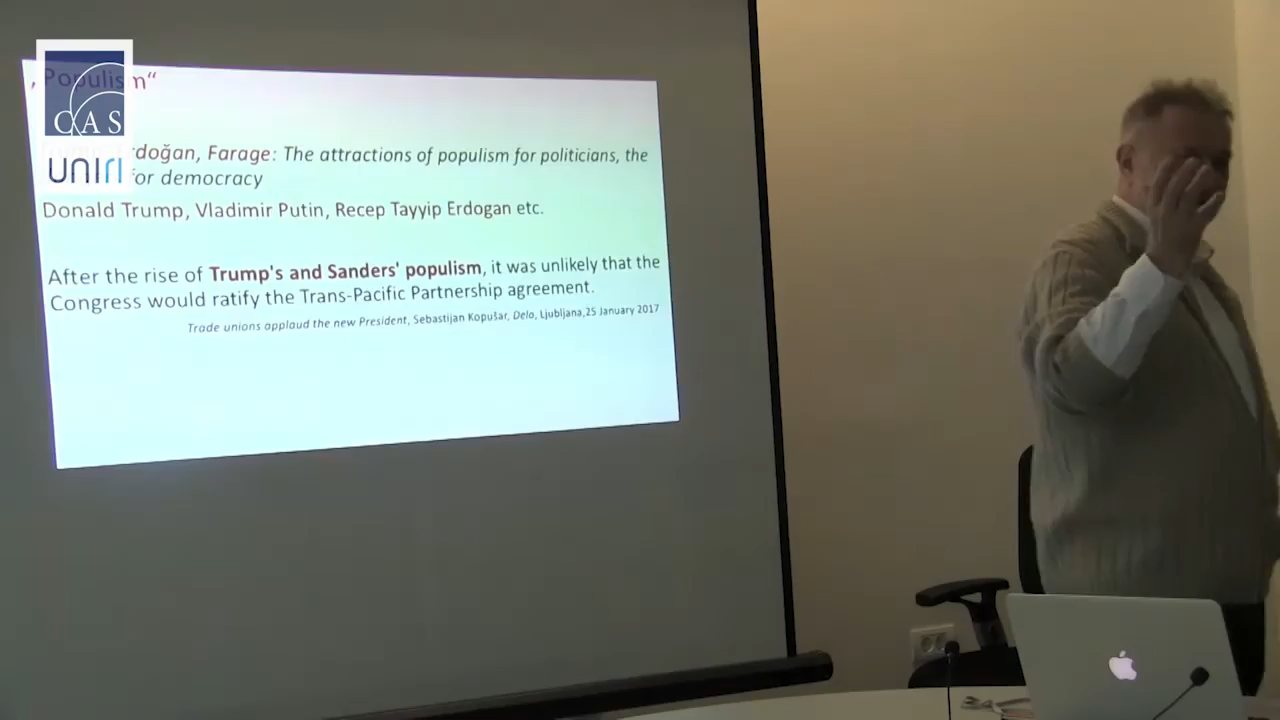 „Populism“
CAS
UNIRI
rdoğan, Farage: The attractions of populism for politicians, the
for democracy
Donald Trump, Vladimir Putin, Recep Tayyip Erdogan etc.
After the rise of Trump's and Sanders' populism, it was unlikely that the
Congress would ratify the Trans-Pacific Partnership agreement.
Trade unions applaud the new President, Sebastijan Kopušar, Delo, Ljubljana,25 January 2017